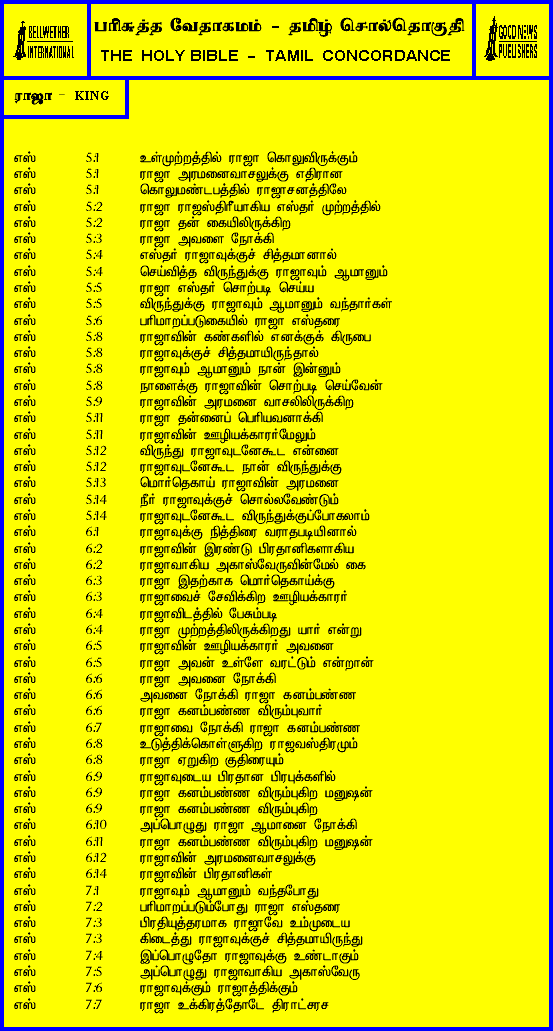 BELLWETHER
INTERNATIONAL
பரிசுத்த வேதாகமம் - தமிழ் சொல்தொகுதி
THE HOLY BIBLE - TAMIL CONCORDANCE
GOOD NEWS
PUBLISHERS
ராஜா - KING
எஸ் 5:1 உள்முற்றத்தில் ராஜா கொலுவிருக்கும்
எஸ் 5:1 ராஜா அரமனைவாசலுக்கு எதிரான
எஸ் 5:1 கொலுமண்டபத்தில் ராஜாசனத்திலே
எஸ் 5:2 ராஜா ராஜஸ்திரீயாகிய எஸ்தர் முற்றத்தில்
எஸ் 5:2 ராஜா தன் கையிலிருக்கிற
எஸ் 5:3 ராஜா அவளை நோக்கி
எஸ் 5:4 எஸ்தர் ராஜாவுக்குச் சித்தமானால்
எஸ் 5:4 செய்வித்த விருந்துக்கு ராஜாவும் ஆமானும்
எஸ் 5:5 ராஜா எஸ்தர் சொற்படி செய்ய
எஸ் 5:5 விருந்துக்கு ராஜாவும் ஆமானும் வந்தார்கள்
எஸ் 5:6 பரிமாறப்படுகையில் ராஜா எஸ்தரை
எஸ் 5:8 ராஜாவின் கண்களில் எனக்குக் கிருபை
எஸ் 5:8 ராஜாவுக்குச் சித்தமாயிருந்தால்
எஸ் 5:8 ராஜாவும் ஆமானும் நான் இன்னும்
எஸ் 5:8 நாளைக்கு ராஜாவின் சொற்படி செய்வேன்
எஸ் 5:9 ராஜாவின் அரமனை வாசலிலிருக்கிற
எஸ் 5:11 ராஜா தன்னைப் பெரியவனாக்கி
எஸ் 5:11 ராஜாவின் ஊழியக்காரர்மேலும்
எஸ் 5:12 விருந்து ராஜாவுடனேகூட என்னை
எஸ் 5:12 ராஜாவுடனேகூட நான் விருந்துக்கு
எஸ் 5:13 மொர்தெகாய் ராஜாவின் அரமனை
எஸ் 5:14 நீர் ராஜாவுக்குச் சொல்லவேண்டும்
எஸ் 5:14 ராஜாவுடனேகூட விருந்துக்குப்போகலாம்
எஸ் 6:1 ராஜாவுக்கு நித்திரை வராதபடியினால்
எஸ் 6:2 ராஜாவின் இரண்டு பிரதானிகளாகிய
எஸ் 6:2 ராஜாவாகிய அகாஸ்வேருவின்மேல் கை
எஸ் 6:3 ராஜா இதற்காக மொர்தெகாய்க்கு
எஸ் 6:3 ராஜாவைச் சேவிக்கிற ஊழியக்காரர்
எஸ் 6:4 ராஜாவிடத்தில் பேசும்படி
எஸ் 6:4 ராஜா முற்றத்திலிருக்கிறது யார் என்று
எஸ் 6:5 ராஜாவின் ஊழியக்காரர் அவனை
எஸ் 6:5 ராஜா அவன் உள்ளே வரட்டும் என்றான்
எஸ் 6:6 ராஜா அவனை நோக்கி
எஸ் 6:6 அவனை நோக்கி ராஜா கனம்பண்ண
எஸ் 6:6 ராஜா கனம்பண்ண விரும்புவார்
எஸ் 6:7 ராஜாவை நோக்கி ராஜா கனம்பண்ண
எஸ் 6:8 உடுத்திக்கொள்ளுகிற ராஜவஸ்திரமும்
எஸ் 6:8 ராஜா ஏறுகிற குதிரையும்
எஸ் 6:9 ராஜாவுடைய பிரதான பிரபுக்களில்
எஸ் 6:9 ராஜா கனம்பண்ண விரும்புகிற மனுஷன்
எஸ் 6:9 ராஜா கனம்பண்ண விரும்புகிற
எஸ் 6:10 அப்பொழுது ராஜா ஆமானை நோக்கி
எஸ் 6:11 ராஜா கனம்பண்ண விரும்புகிற மனுஷன்
எஸ் 6:12 ராஜாவின் அரமனைவாசலுக்கு
எஸ் 6:14 ராஜாவின் பிரதானிகள்
எஸ் 7:1 ராஜாவும் ஆமானும் வந்தபோது
எஸ் 7:2 பரிமாறப்படும்போது ராஜா எஸ்தரை
எஸ் 7:3 பிரதியுத்தரமாக ராஜாவே உம்முடைய
எஸ் 7:3 கிடைத்து ராஜாவுக்குச் சித்தமாயிருந்து
எஸ் 7:4 இப்பொழுதோ ராஜாவுக்கு உண்டாகும்
எஸ் 7:5 அப்பொழுது ராஜாவாகிய அகாஸ்வேரு
எஸ் 7:6 ராஜாவுக்கும் ராஜாத்திக்கும்
எஸ் 7:7 ராஜா உக்கிரத்தோடே திராட்சரச